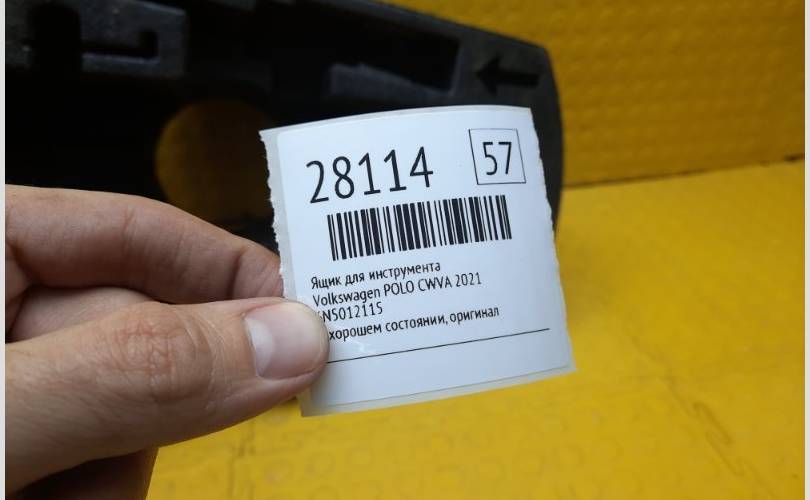 28114
57
Ящик для инструмента
Volkswagen POLO CWVA 2021
хорошем состоянии, оригинал